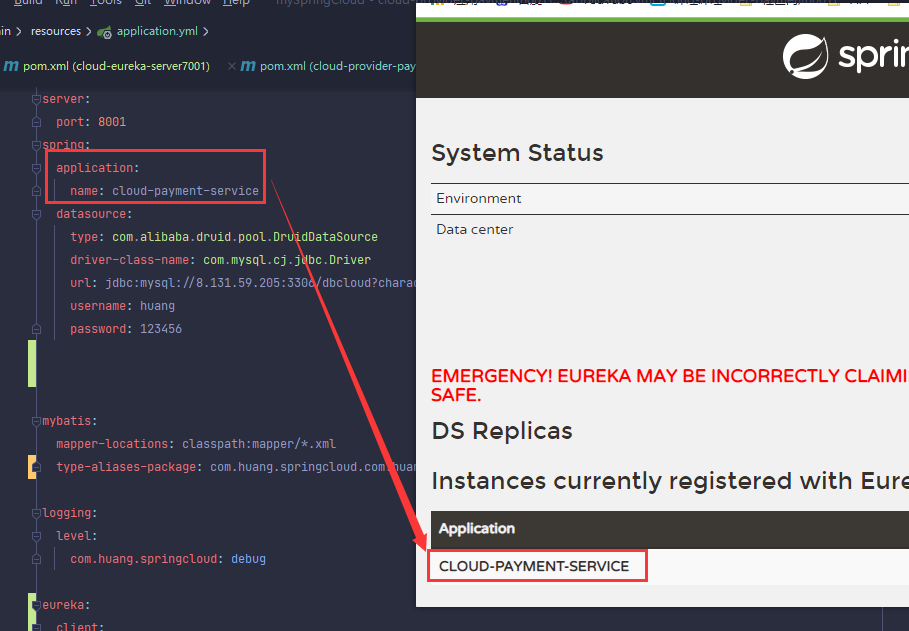 Build Run Tools Git Window Help mySpringCloud - cloud-
in > resources > application.yml >
pom.xml (cloud-eureka-server7001) × pom.xml (cloud-provider-pay
server:
port: 8001
spring:
application:
name: cloud-payment-service
datasource:
type: com.alibaba.druid.pool.DruidDataSource
driver-class-name: com.mysql.cj.jdbc.Driver
url: jdbc:mysql://8.131.59.205:3306/dbcloud?charac
username: huang
password: 123456
mybatis:
mapper-locations: classpath:mapper/*.xml
type-aliases-package: com.huang.springcloud.com.huan
logging:
level:
com.huang.springcloud: debug
eureka:
client:
sprin
System Status
Environment
Data center
EMERGENCY! EUREKA MAY BE INCORRECTLY CLAIMI
SAFE.
DS Replicas
Instances currently registered with Eure
Application
CLOUD-PAYMENT-SERVICE